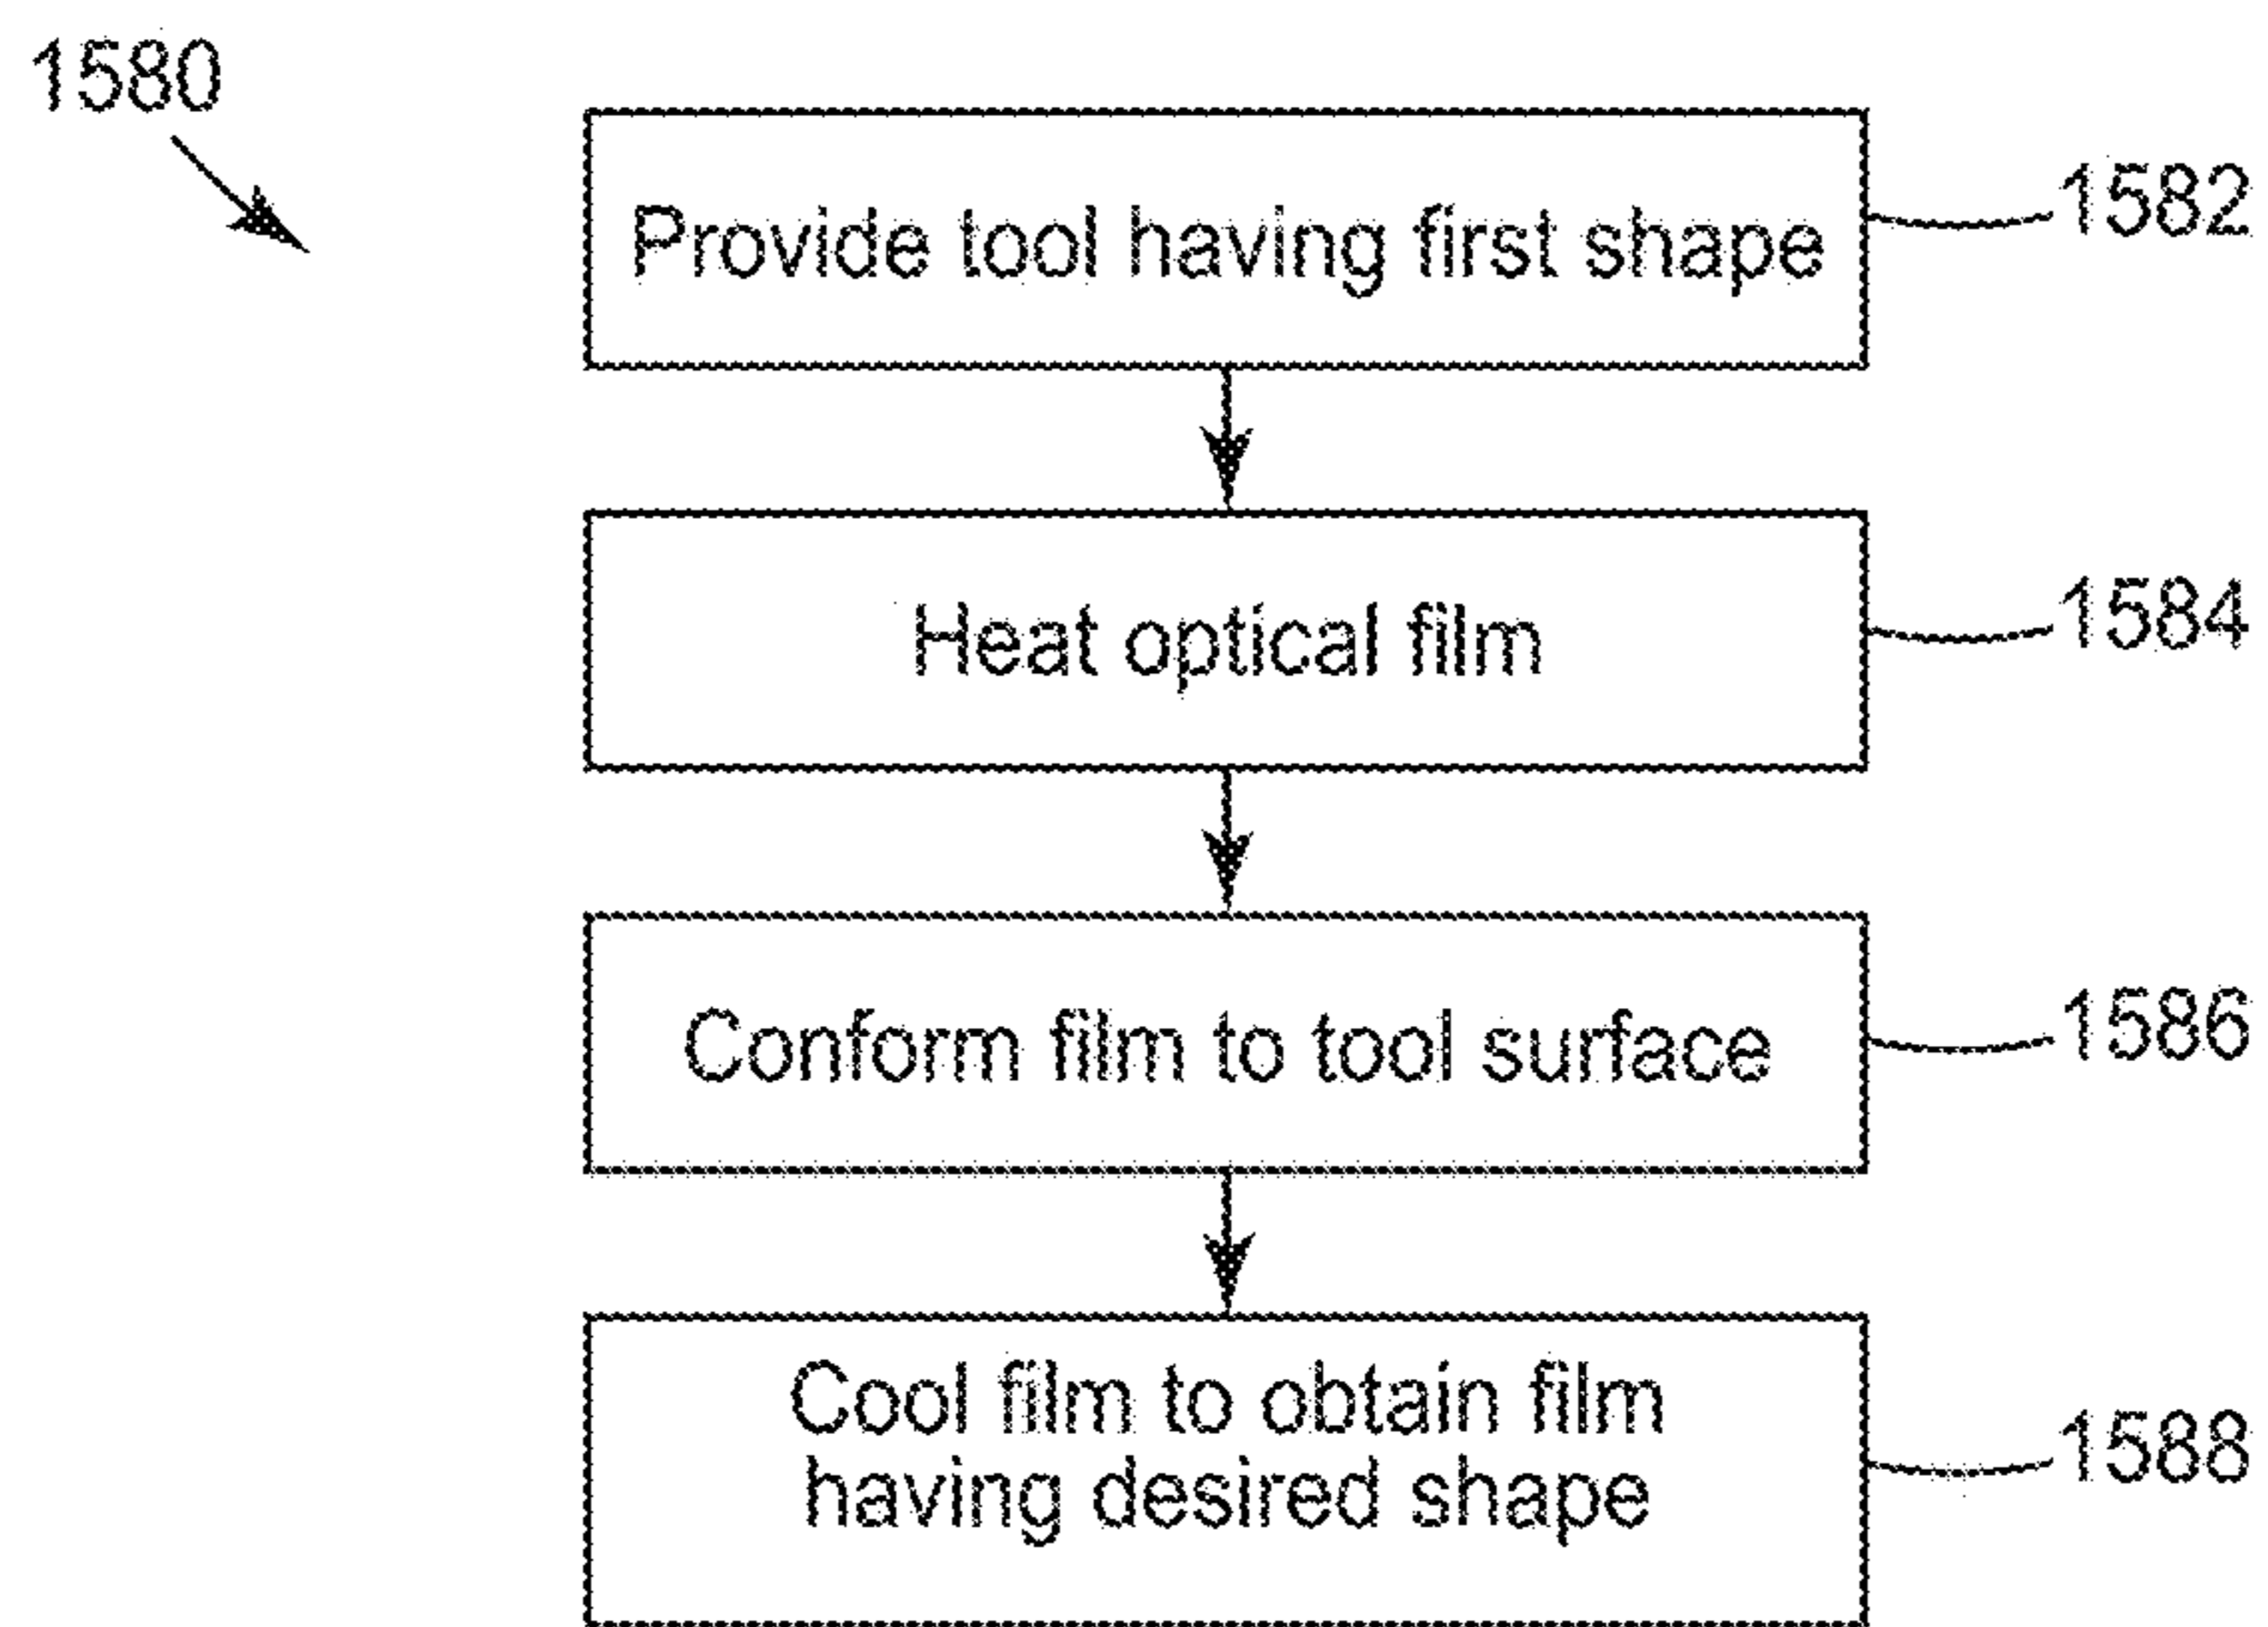 1580
Provide tool having first shape
1582
Heat optical film
1584
Conform film to tool surface
1586
Cool film to obtain film
having desired shape
1588